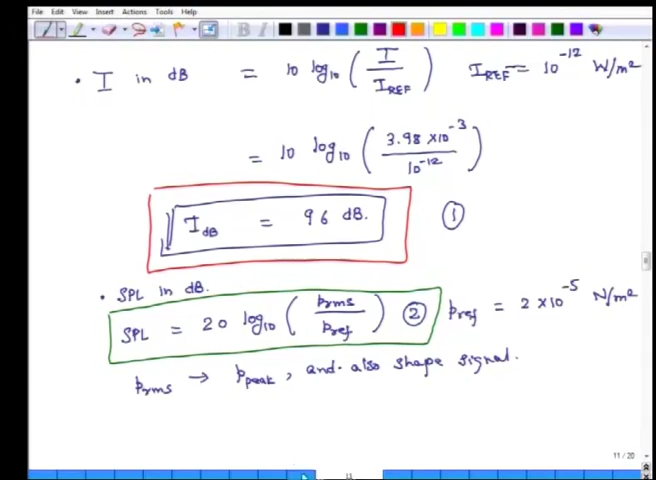 File Edit View Insert Actions Tools Help
• I in dB = 10 log10 ( I / IREF ) IREF = 10^-12 W/m2
= 10 log10 ( 3.98 x10^-3 / 10^-12 )
IdB = 96 dB. ①
• SPL in dB.
SPL = 20 log10 ( prms / pref ) ② pref = 2 x10^-5 N/m2
prms → ppeak, and also shape signal.
11 / 20
13